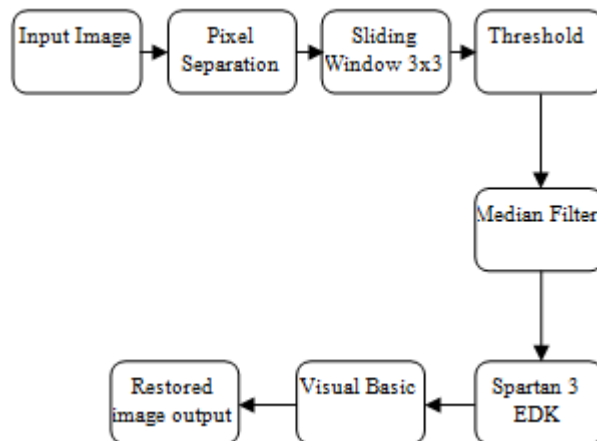 Input Image
Pixel
Separation
Sliding
Window 3x3
Threshold
Median Filter
Spartan 3
EDK
Visual Basic
Restored
image output